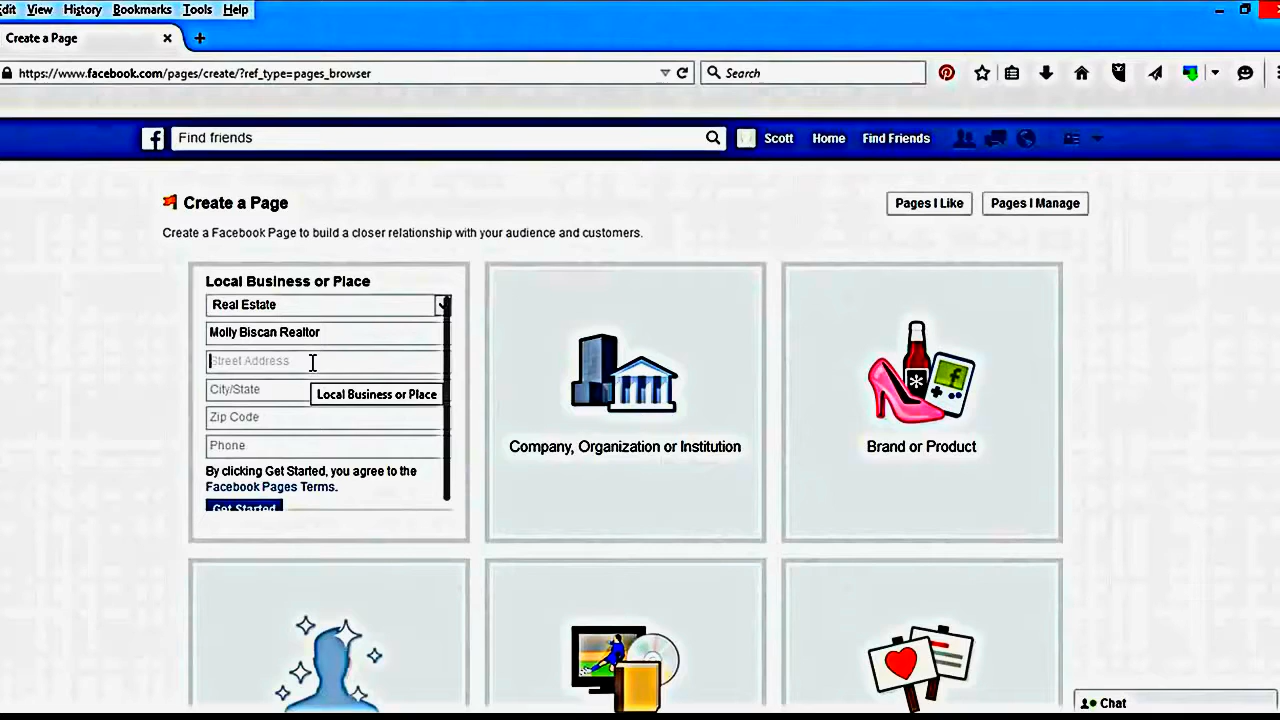 Edit View History Bookmarks Tools Help
Create a Page
https://www.facebook.com/pages/create/?ref_type=pages_browser
Search
Find friends
Scott Home Find Friends
Create a Page
Pages I Like Pages I Manage
Create a Facebook Page to build a closer relationship with your audience and customers.
Local Business or Place
Real Estate
Molly Biscan Realtor
Street Address
City/State
Local Business or Place
Zip Code
Phone
By clicking Get Started, you agree to the
Facebook Pages Terms.
Get Started
Company, Organization or Institution
Brand or Product
Chat